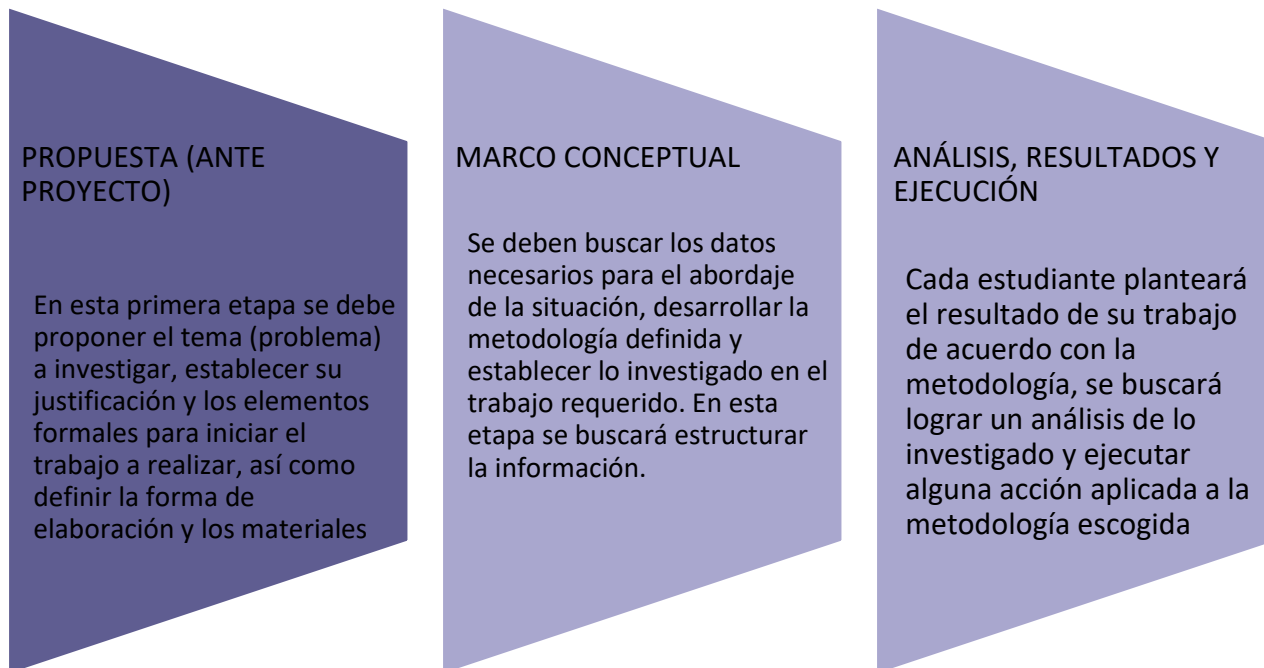 PROPUESTA (ANTE
PROYECTO)
En esta primera etapa se debe
proponer el tema (problema)
a investigar, establecer su
justificación y los elementos
formales para iniciar el
trabajo a realizar, así como
definir la forma de
elaboración y los materiales
MARCO CONCEPTUAL
Se deben buscar los datos
necesarios para el abordaje
de la situación, desarrollar la
metodología definida y
establecer lo investigado en el
trabajo requerido. En esta
etapa se buscará estructurar
la información.
ANÁLISIS, RESULTADOS Y
EJECUCIÓN
Cada estudiante planteará
el resultado de su trabajo
de acuerdo con la
metodología, se buscará
lograr un análisis de lo
investigado y ejecutar
alguna acción aplicada a la
metodología escogida